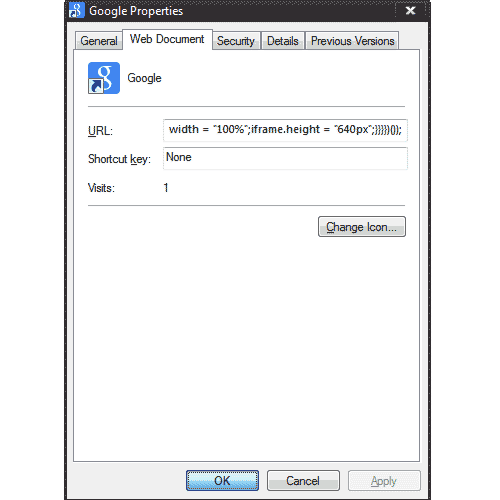 Google Properties
General Web Document Security Details Previous Versions
Google
URL: width = "100%";iframe.height = "640px";}}}}){});
Shortcut key: None
Visits: 1
Change Icon...
OK Cancel Apply